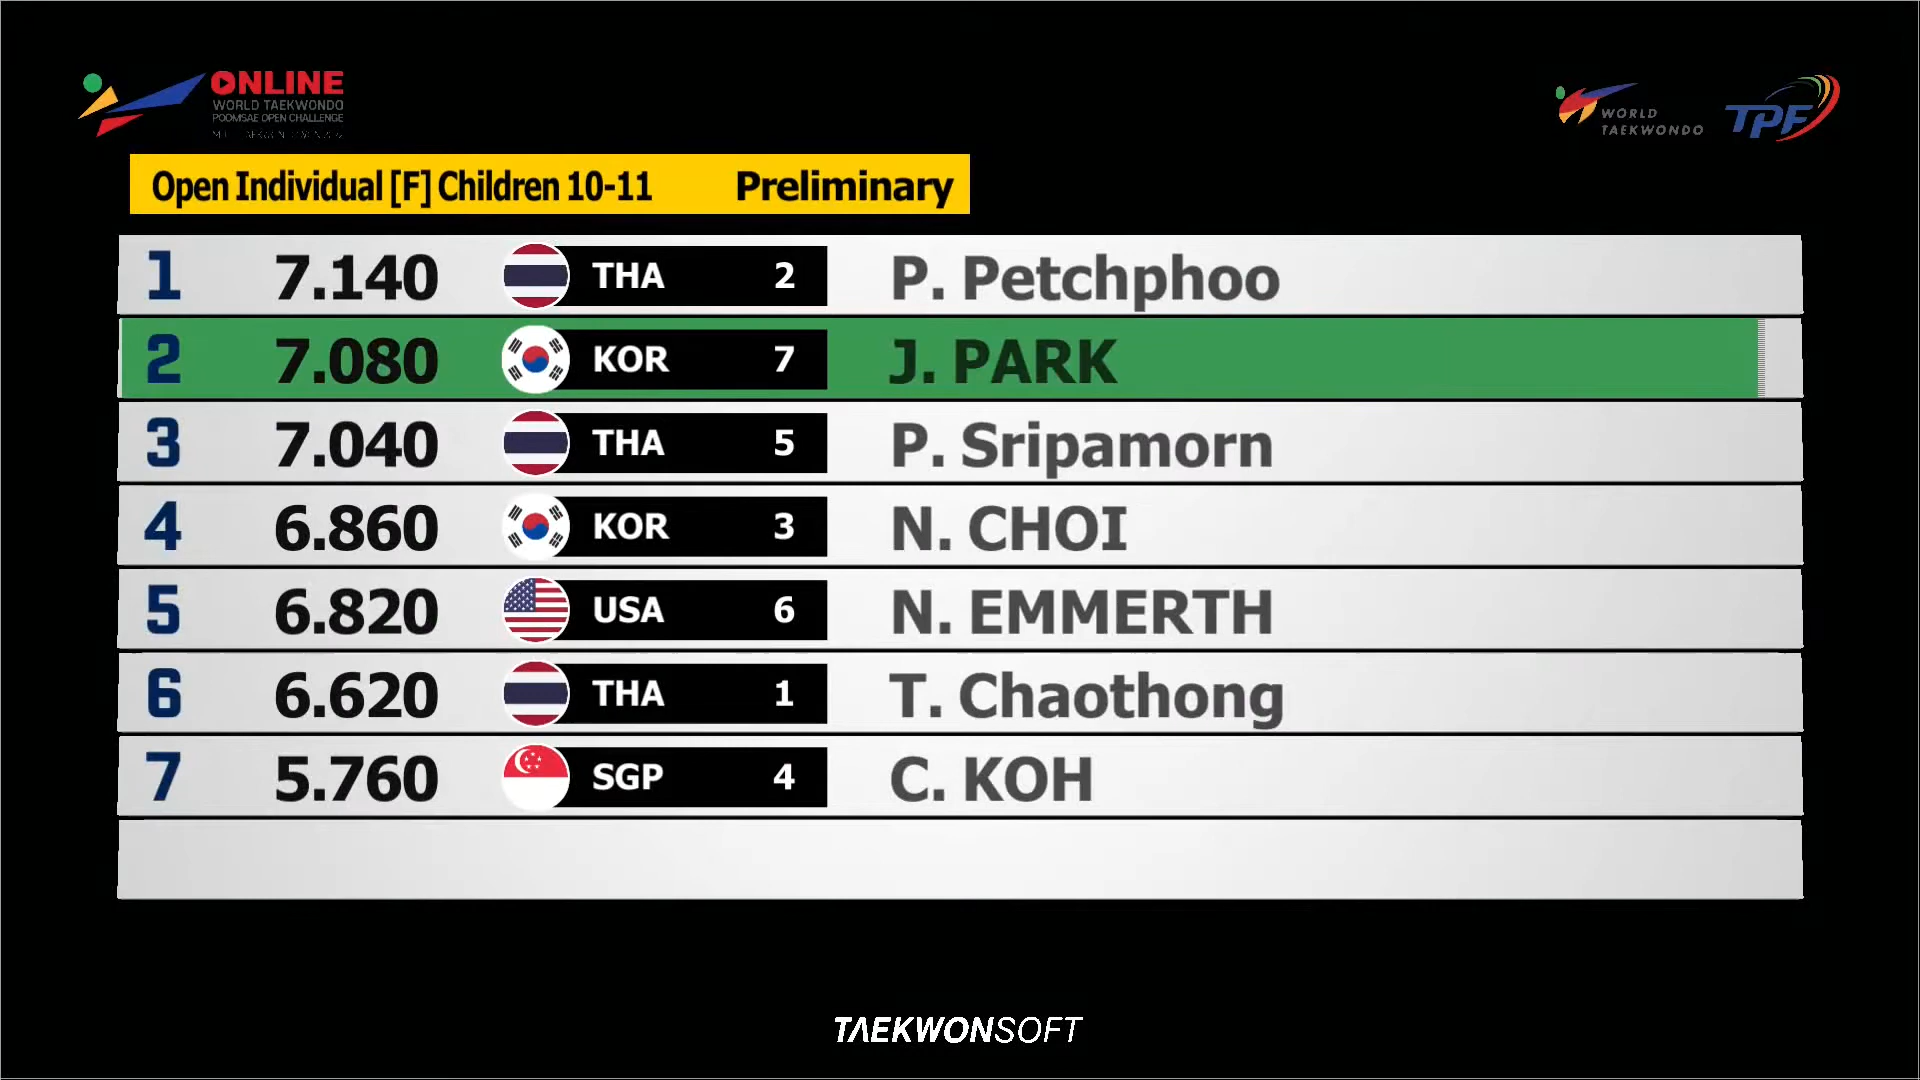 ONLINE
WORLD TAEKWONDO
POOMSAE OPEN CHALLENGE
WORLD
TAEKWONDO
TPF
Open Individual [F] Children 10-11 Preliminary
1 7.140 THA 2 P. Petchphoo
2 7.080 KOR 7 J. PARK
3 7.040 THA 5 P. Sripamorn
4 6.860 KOR 3 N. CHOI
5 6.820 USA 6 N. EMMERTH
6 6.620 THA 1 T. Chaothong
7 5.760 SGP 4 C. KOH
TAEKWONSOFT